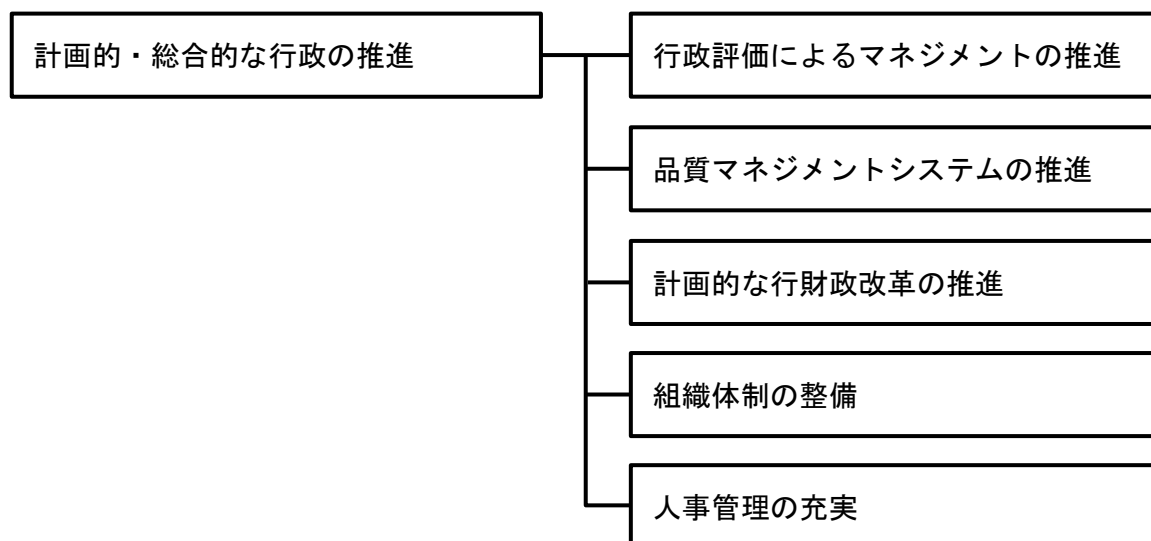 計画的・総合的な行政の推進
行政評価によるマネジメントの推進
品質マネジメントシステムの推進
計画的な行財政改革の推進
組織体制の整備
人事管理の充実